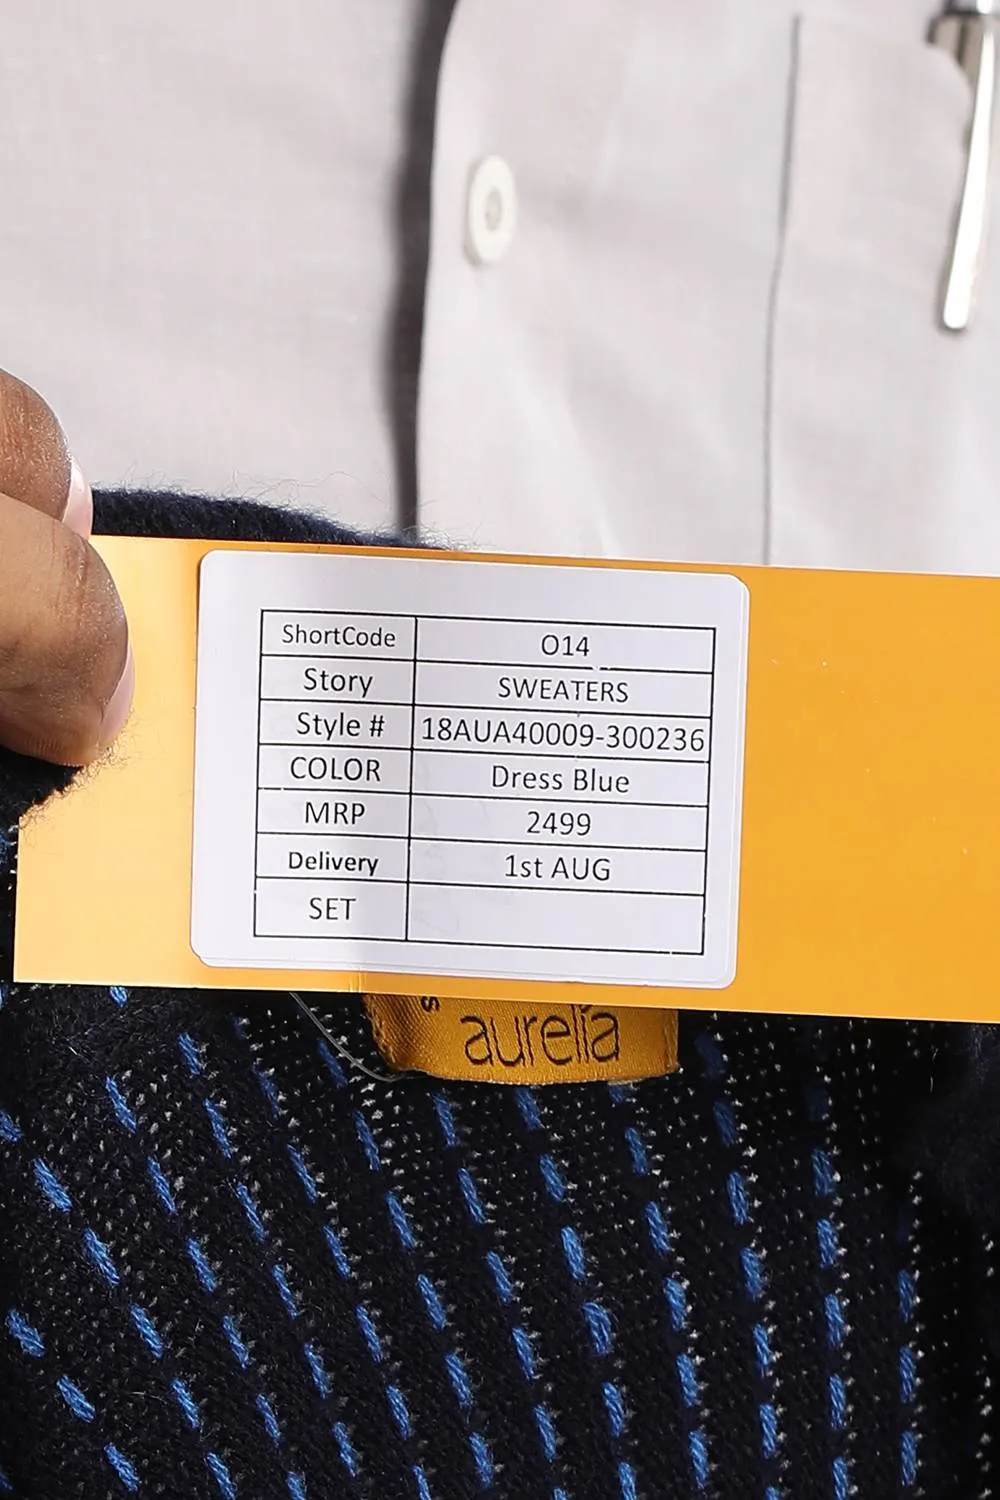 ShortCode O14
Story SWEATERS
Style # 18AUA40009-300236
COLOR Dress Blue
MRP 2499
Delivery 1st AUG
SET
S
aurelia